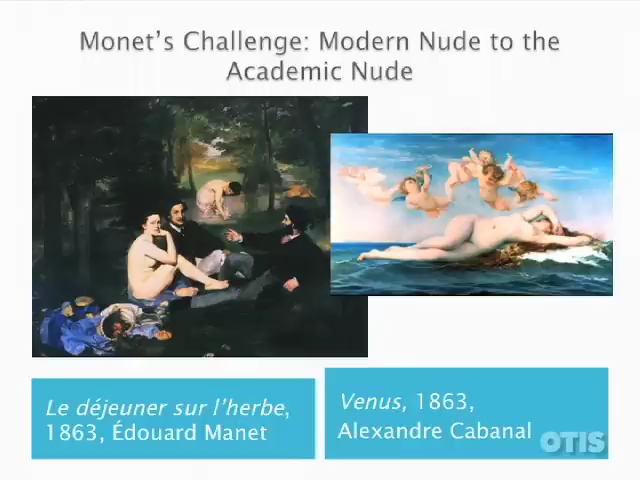 Monet's Challenge: Modern Nude to the
Academic Nude
Le déjeuner sur l'herbe,
1863, Édouard Manet
Venus, 1863,
Alexandre Cabanal
OTIS